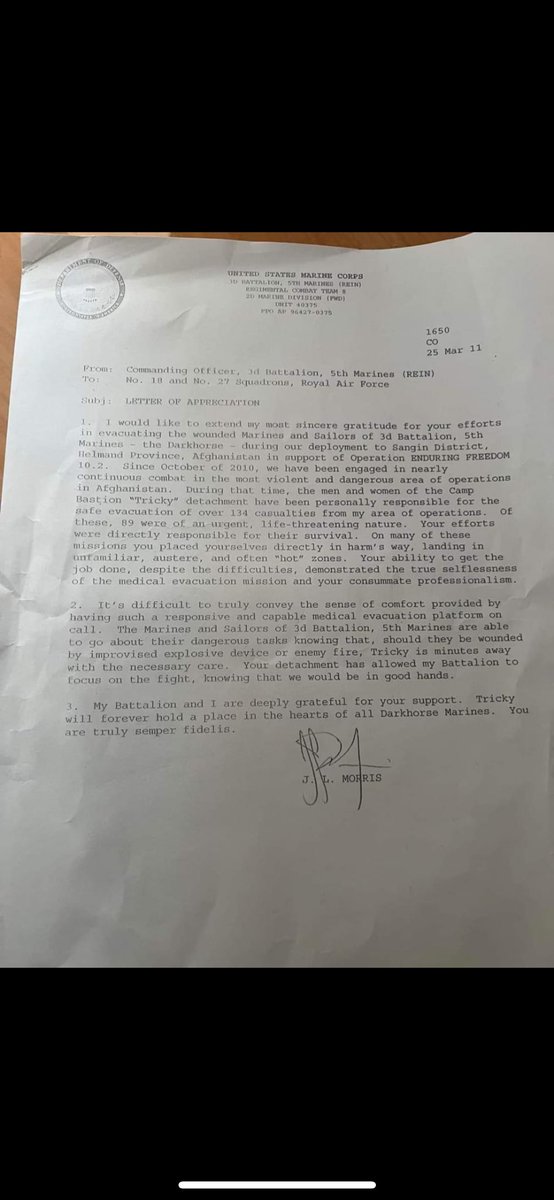 DEPARTMENT OF DEFENSE
UNITED STATES MARINE CORPS
3D BATTALION, 5TH MARINES (REIN)
REGIMENTAL COMBAT TEAM 8
2D MARINE DIVISION (FWD)
UNIT 40375
FPO AP 96427-0375
1650
CO
25 Mar 11
From: Commanding Officer, 3d Battalion, 5th Marines (REIN)
To: No. 18 and No. 27 Squadrons, Royal Air Force
Subj: LETTER OF APPRECIATION
1. I would like to extend my most sincere gratitude for your efforts
in evacuating the wounded Marines and Sailors of 3d Battalion, 5th
Marines - the Darkhorse - during our deployment to Sangin District,
Helmand Province, Afghanistan in support of Operation ENDURING FREEDOM
10.2. Since October of 2010, we have been engaged in nearly
continuous combat in the most violent and dangerous area of operations
in Afghanistan. During that time, the men and women of the Camp
Bastion "Tricky" detachment have been personally responsible for the
safe evacuation of over 134 casualties from my area of operations. Of
these, 89 were of an urgent, life-threatening nature. Your efforts
were directly responsible for their survival. On many of these
missions you placed yourselves directly in harm's way, landing in
unfamiliar, austere, and often "hot" zones. Your ability to get the
job done, despite the difficulties, demonstrated the true selflessness
of the medical evacuation mission and your consummate professionalism.
2. It's difficult to truly convey the sense of comfort provided by
having such a responsive and capable medical evacuation platform on
call. The Marines and Sailors of 3d Battalion, 5th Marines are able
to go about their dangerous tasks knowing that, should they be wounded
by improvised explosive device or enemy fire, Tricky is minutes away
with the necessary care. Your detachment has allowed my Battalion to
focus on the fight, knowing that we would be in good hands.
3. My Battalion and I are deeply grateful for your support. Tricky
will forever hold a place in the hearts of all Darkhorse Marines. You
are truly semper fidelis.
J. L. MORRIS